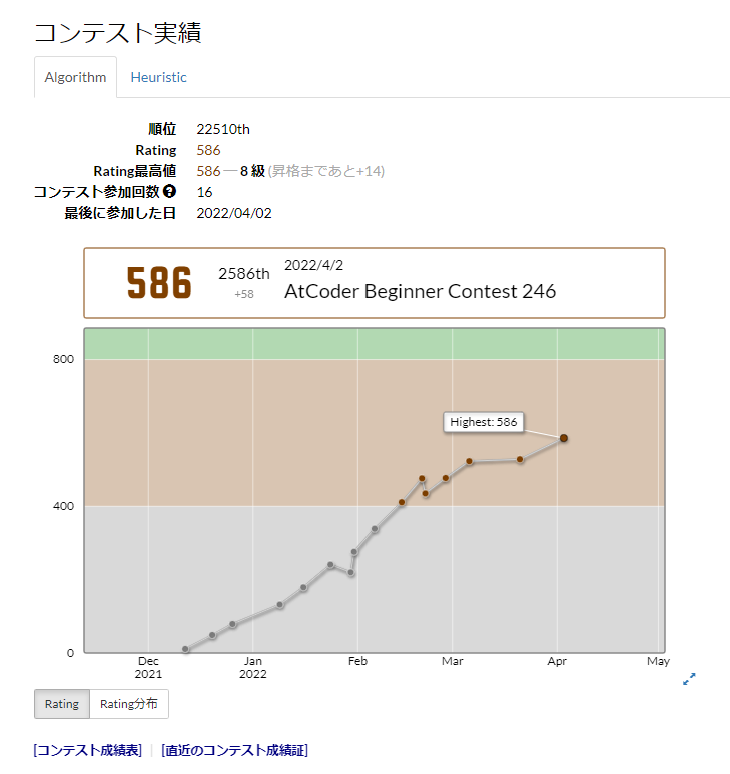 コンテスト実績
Algorithm Heuristic
順位 22510th
Rating 586
Rating最高値 586 ― 8 級 (昇格まであと+14)
コンテスト参加回数 ? 16
最後に参加した日 2022/04/02
586 2586th +58 2022/4/2
AtCoder Beginner Contest 246
800
Highest: 586
400
0
Dec Jan Feb Mar Apr May
2021 2022
Rating Rating分布
[コンテスト成績表] | [直近のコンテスト成績証]